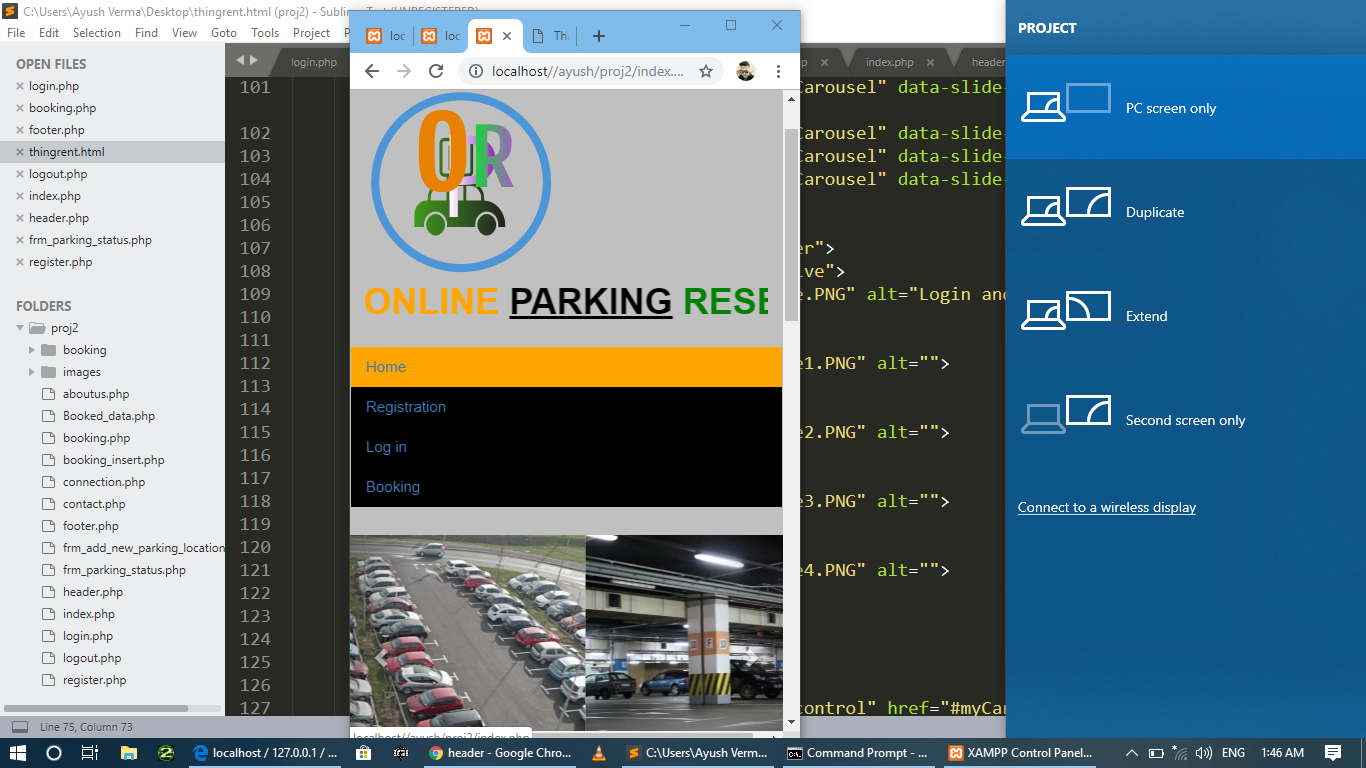 C:\Users\Ayush Verma\Desktop\thingrent.html (proj2) - Sublime Text (UNREGISTERED)
File Edit Selection Find View Goto Tools Project
OPEN FILES
login.php
booking.php
footer.php
thingrent.html
logout.php
index.php
header.php
frm_parking_status.php
register.php
FOLDERS
proj2
booking
images
aboutus.php
Booked_data.php
booking.php
booking_insert.php
connection.php
contact.php
footer.php
frm_add_new_parking_location
frm_parking_status.php
header.php
index.php
login.php
logout.php
register.php
Line 75, Column 73
login.php
index.php
header
101
102
103
104
105
106
107
108
109
110
111
112
113
114
115
116
117
118
119
120
121
122
123
124
125
126
127
Carousel" data-slide-
Carousel" data-slide-
Carousel" data-slide-
Carousel" data-slide-
er">
ive">
e.PNG" alt="Login and
e1.PNG" alt="">
e2.PNG" alt="">
e3.PNG" alt="">
e4.PNG" alt="">
control" href="#myCar
loc
loc
Th
localhost//ayush/proj2/index....
OPR
ONLINE PARKING RESE
Home
Registration
Log in
Booking
localhost//ayush/proj2/index.php
PROJECT
PC screen only
Duplicate
Extend
Second screen only
Connect to a wireless display
localhost / 127.0.0.1 / ...
header - Google Chro...
C:\Users\Ayush Verma...
Command Prompt - ...
XAMPP Control Panel...
ENG
1:46 AM